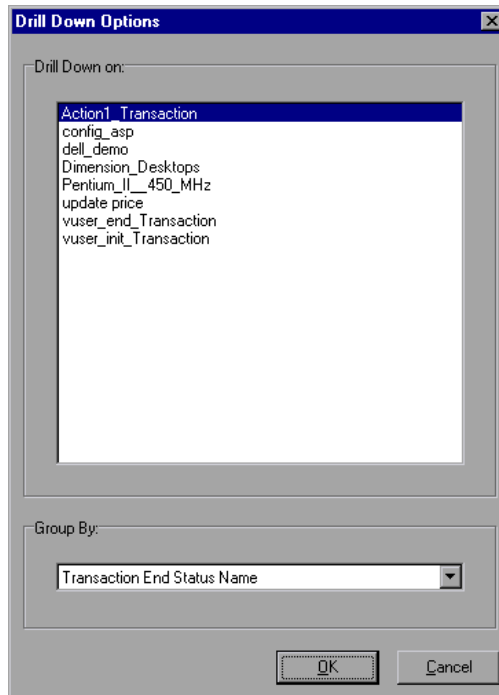 Drill Down Options
Drill Down on:
Action1_Transaction
config_asp
dell_demo
Dimension_Desktops
Pentium_II__450_MHz
update price
vuser_end_Transaction
vuser_init_Transaction
Group By:
Transaction End Status Name
OK
Cancel